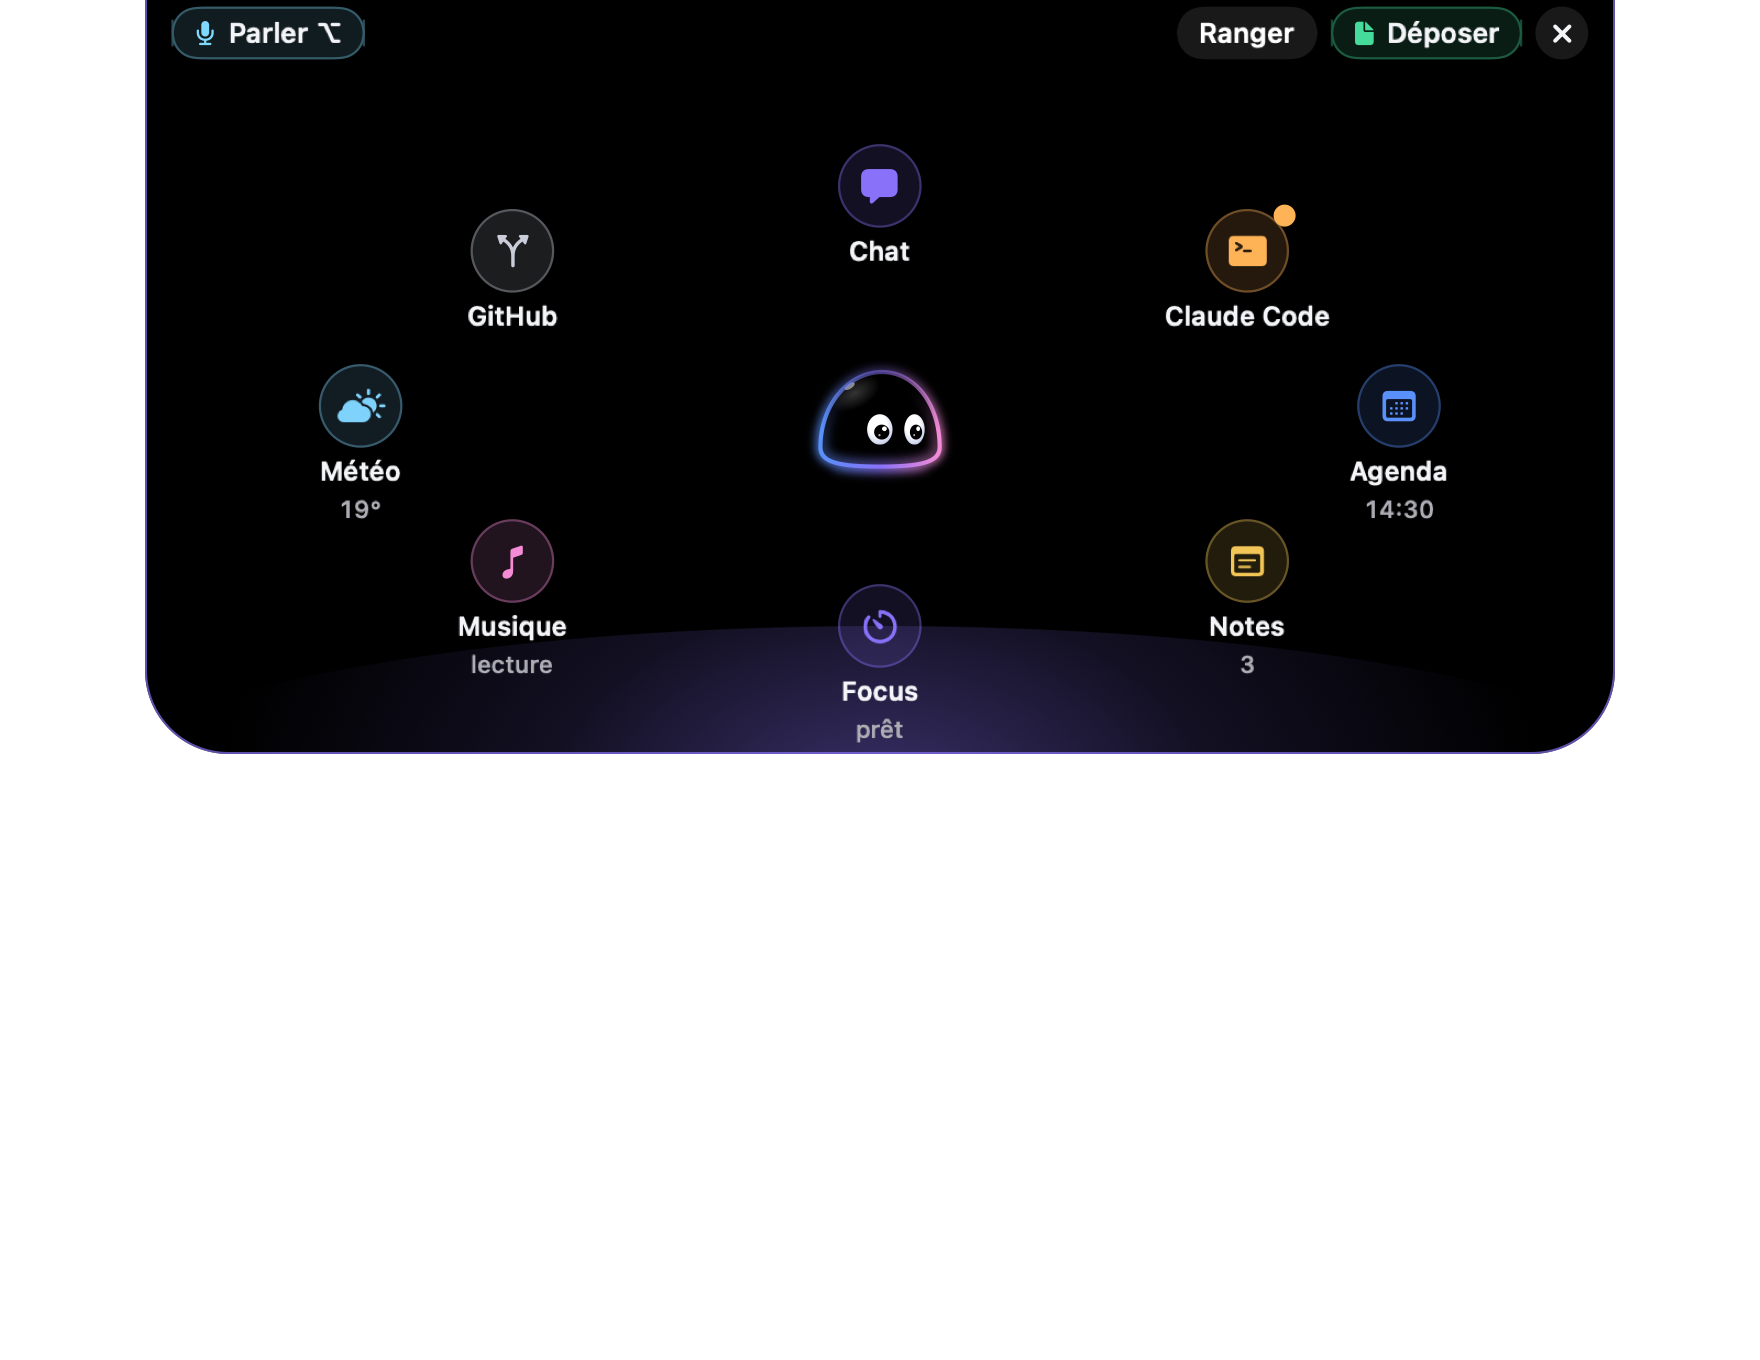 Parler ⌥
Ranger
Déposer
Chat
GitHub
Claude Code
Météo
19°
Agenda
14:30
Musique
lecture
Notes
3
Focus
prêt